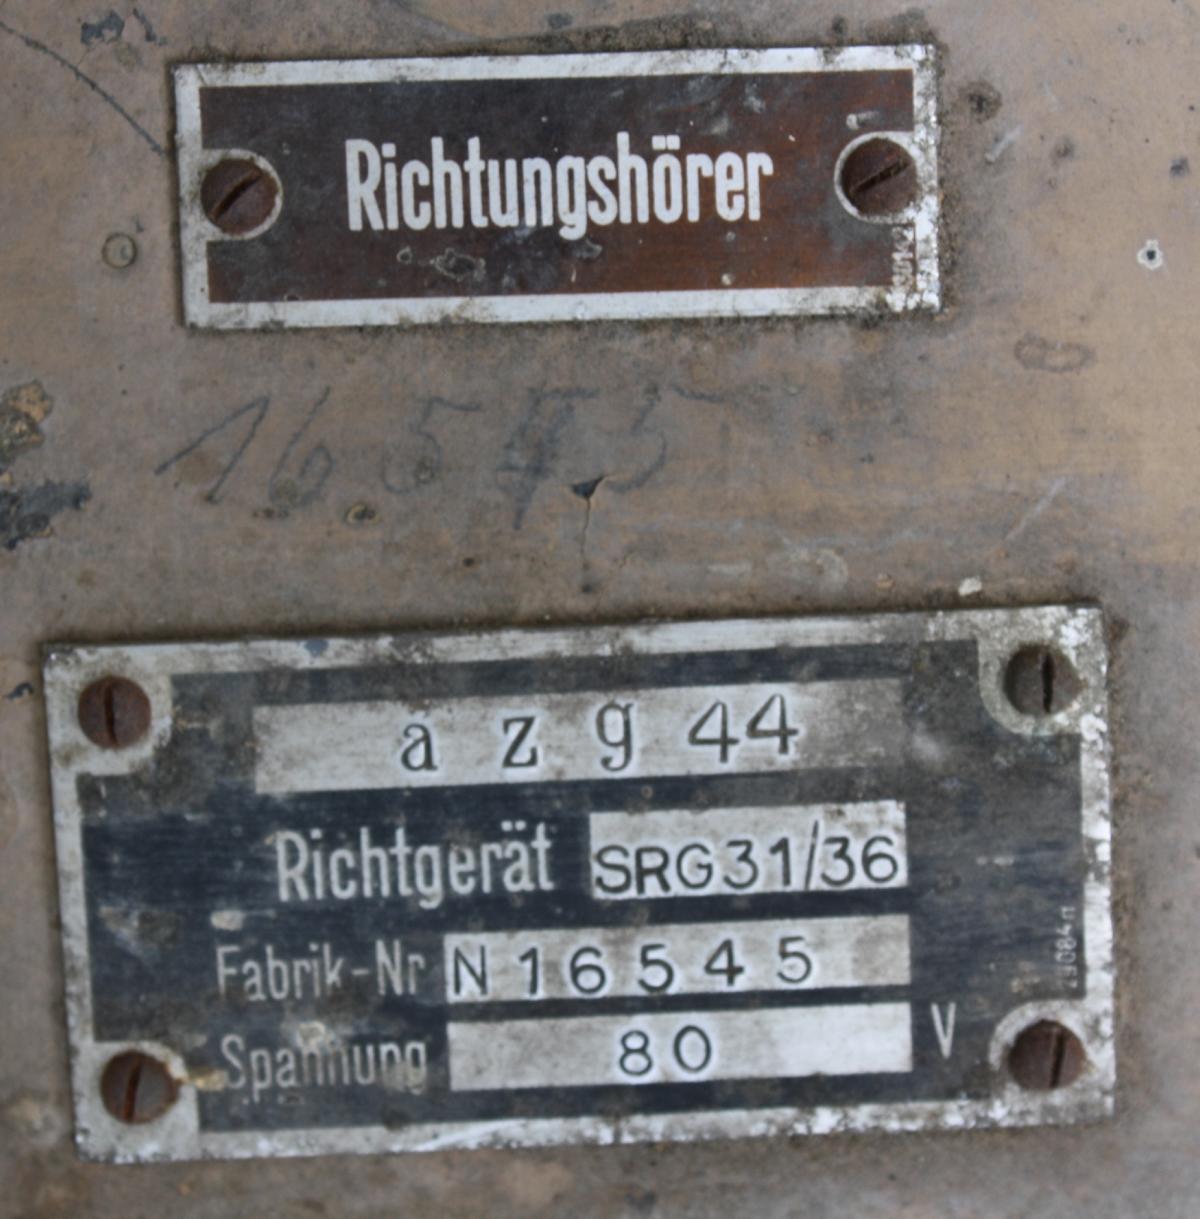 Richtungshörer
16545
a z g 44
Richtgerät SRG31/36
Fabrik-Nr N 16545
Spannung 80 V